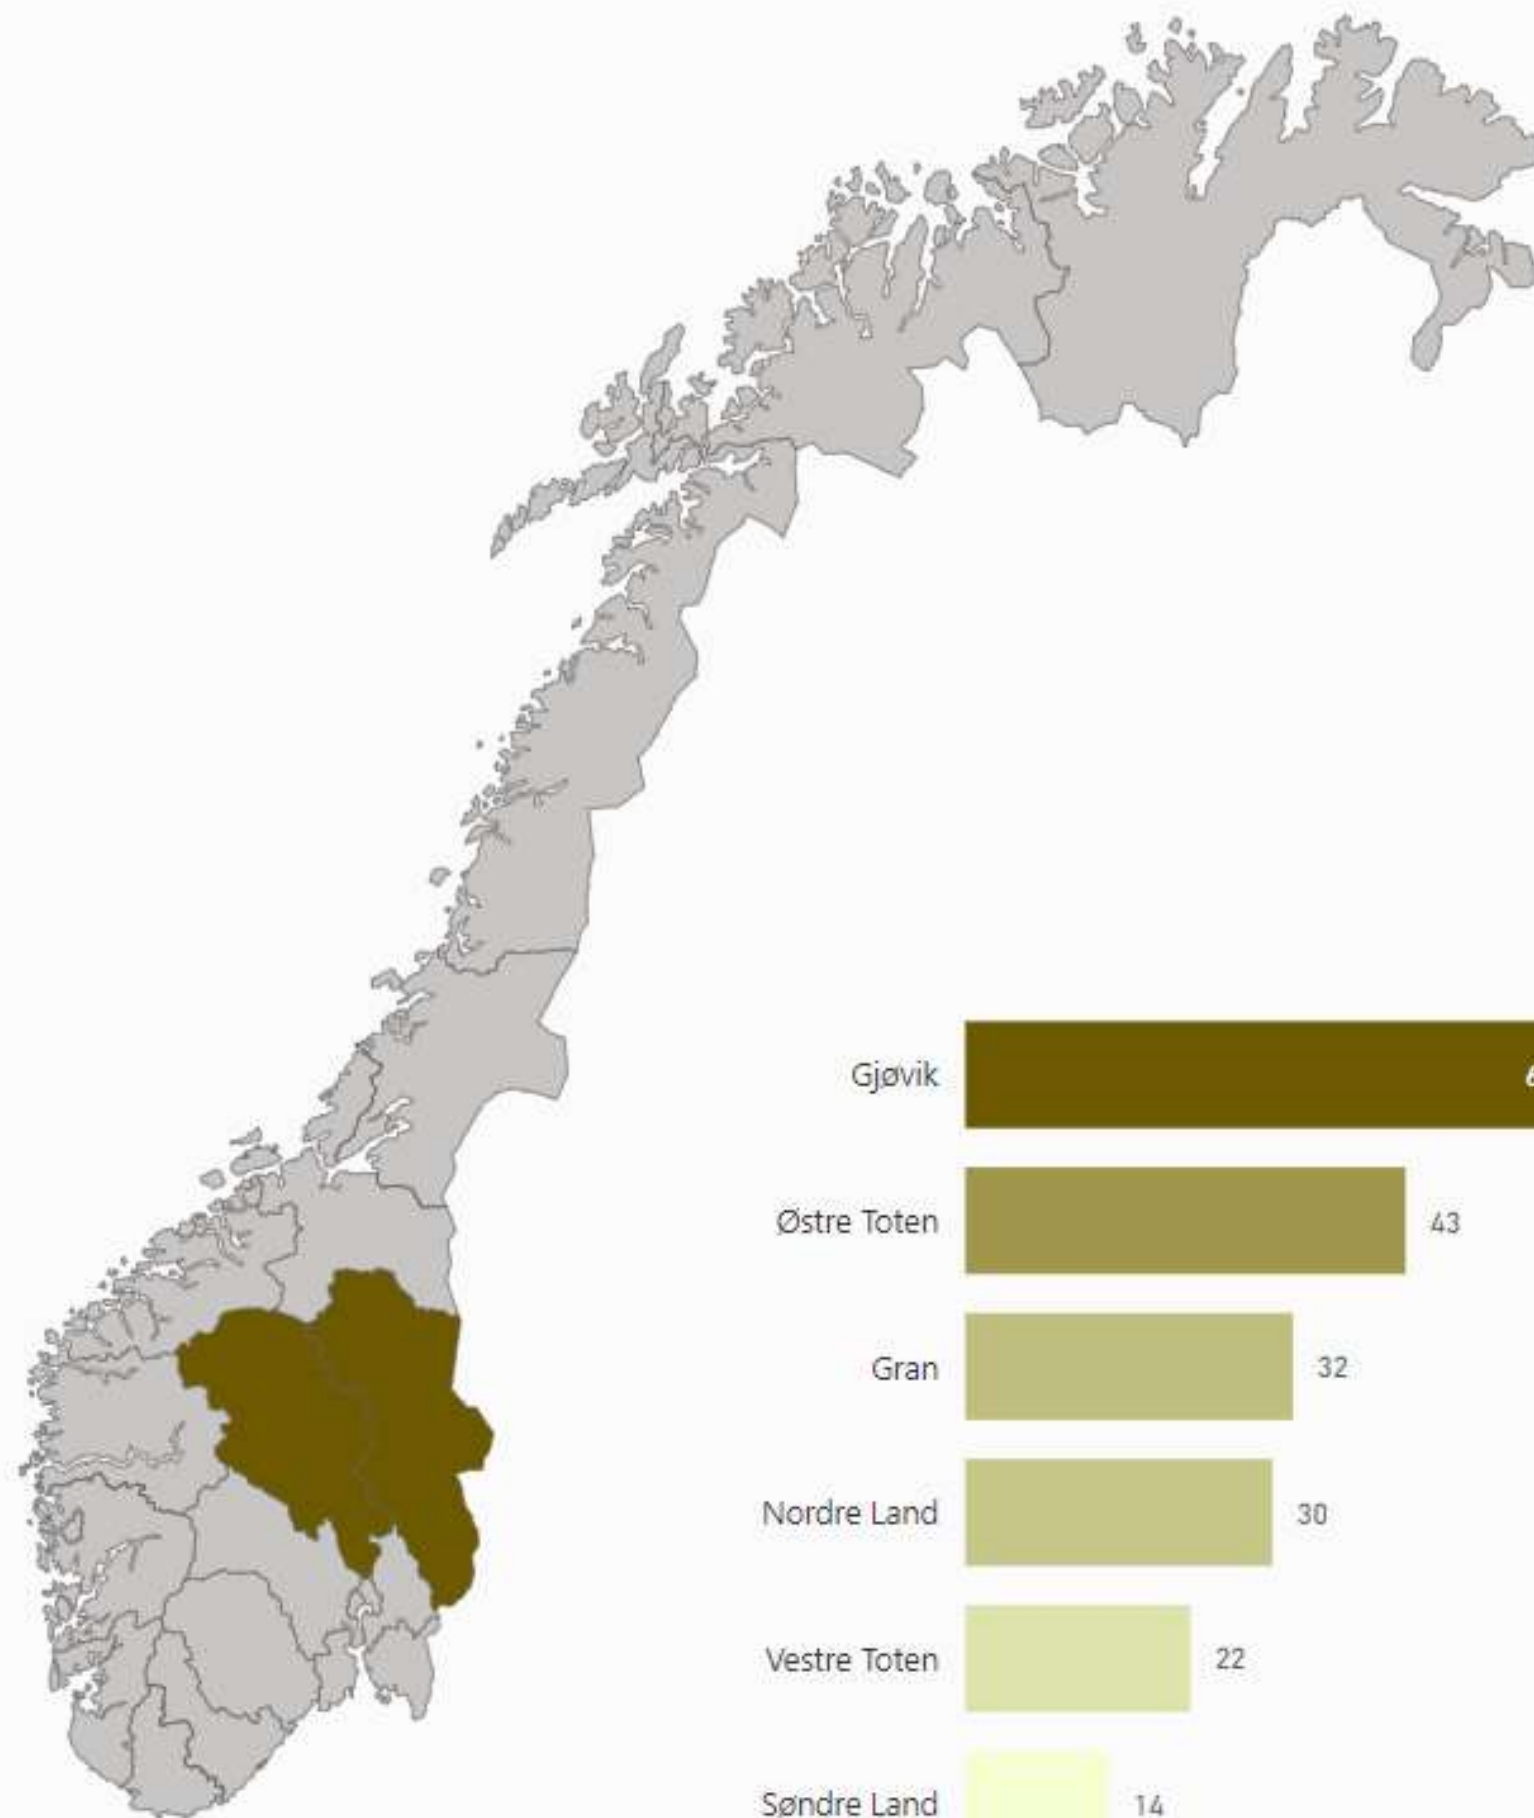 Gjøvik
Østre Toten 43
Gran 32
Nordre Land 30
Vestre Toten 22
Søndre Land 14